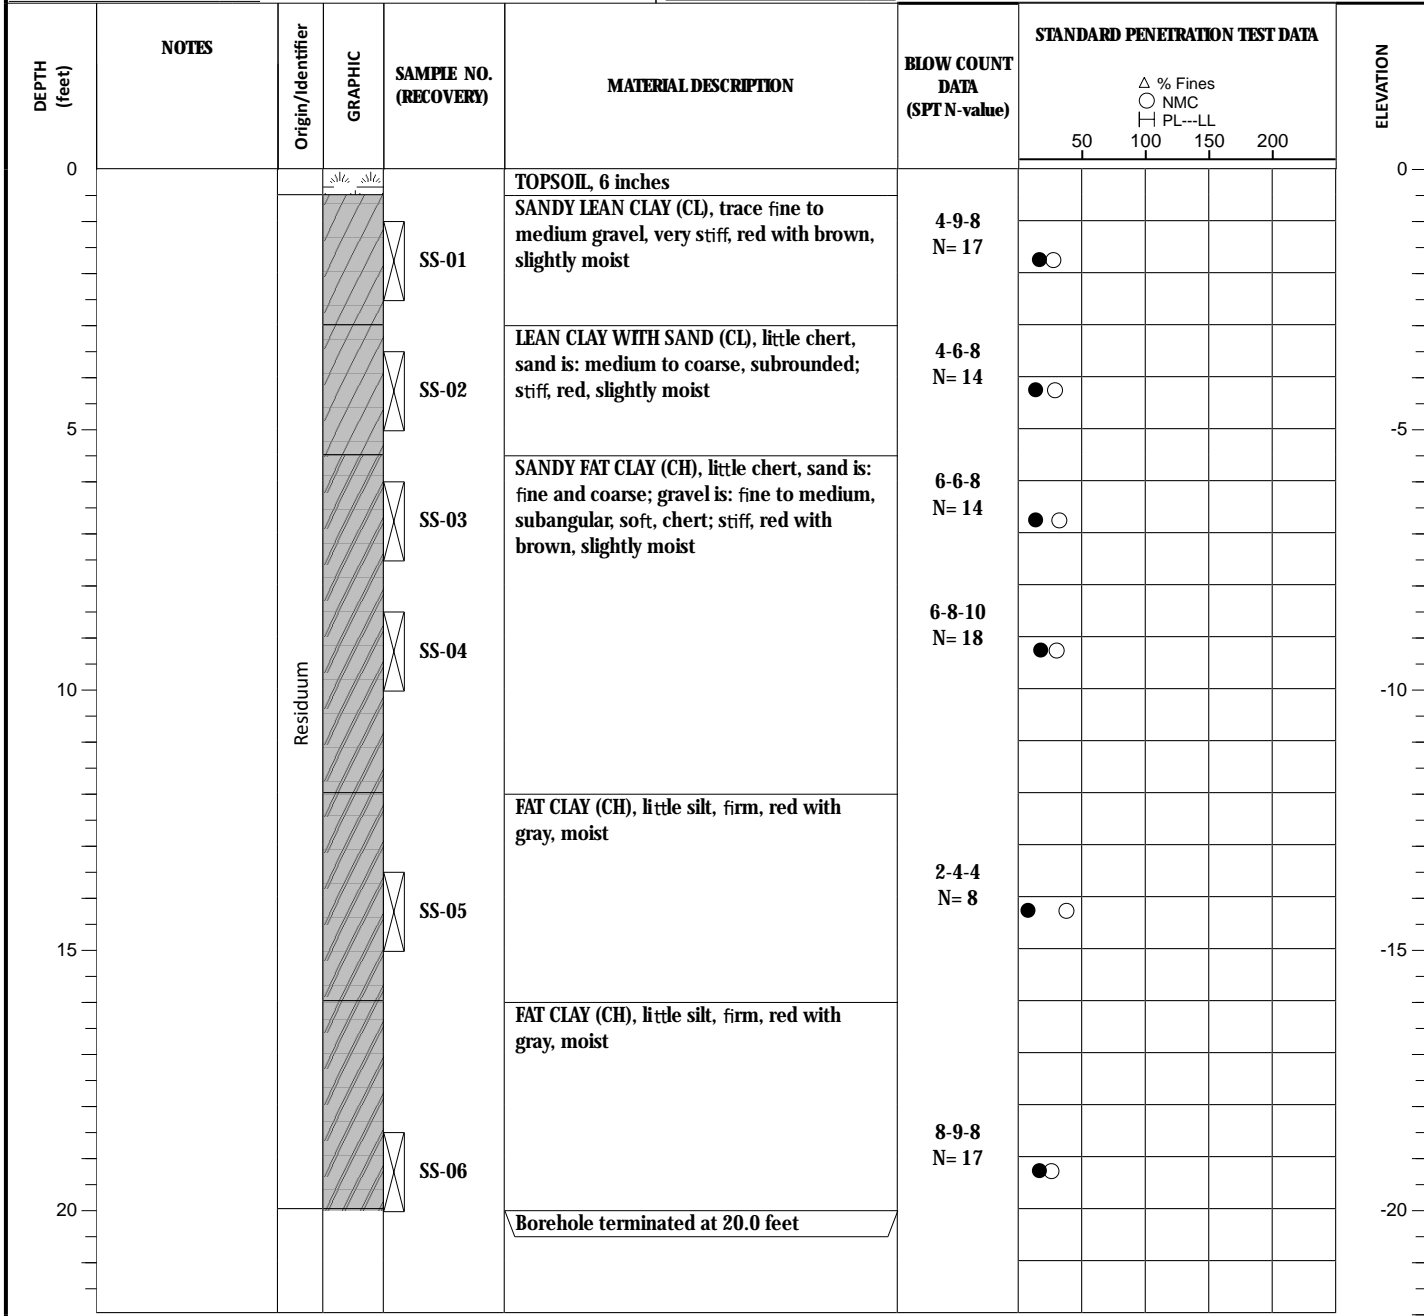 DEPTH
(feet)
NOTES
Origin/Identifier
GRAPHIC
SAMPLE NO.
(RECOVERY)
MATERIAL DESCRIPTION
BLOW COUNT
DATA
(SPT N-value)
STANDARD PENETRATION TEST DATA
△ % Fines
○ NMC
PL---LL
50 100 150 200
ELEVATION
0
0
TOPSOIL, 6 inches
SANDY LEAN CLAY (CL), trace fine to
medium gravel, very stiff, red with brown,
slightly moist
SS-01
4-9-8
N= 17
LEAN CLAY WITH SAND (CL), little chert,
sand is: medium to coarse, subrounded;
stiff, red, slightly moist
SS-02
4-6-8
N= 14
5
-5
SANDY FAT CLAY (CH), little chert, sand is:
fine and coarse; gravel is: fine to medium,
subangular, soft, chert; stiff, red with
brown, slightly moist
SS-03
6-6-8
N= 14
SS-04
6-8-10
N= 18
Residuum
10
-10
FAT CLAY (CH), little silt, firm, red with
gray, moist
SS-05
2-4-4
N= 8
15
-15
FAT CLAY (CH), little silt, firm, red with
gray, moist
SS-06
8-9-8
N= 17
20
-20
Borehole terminated at 20.0 feet